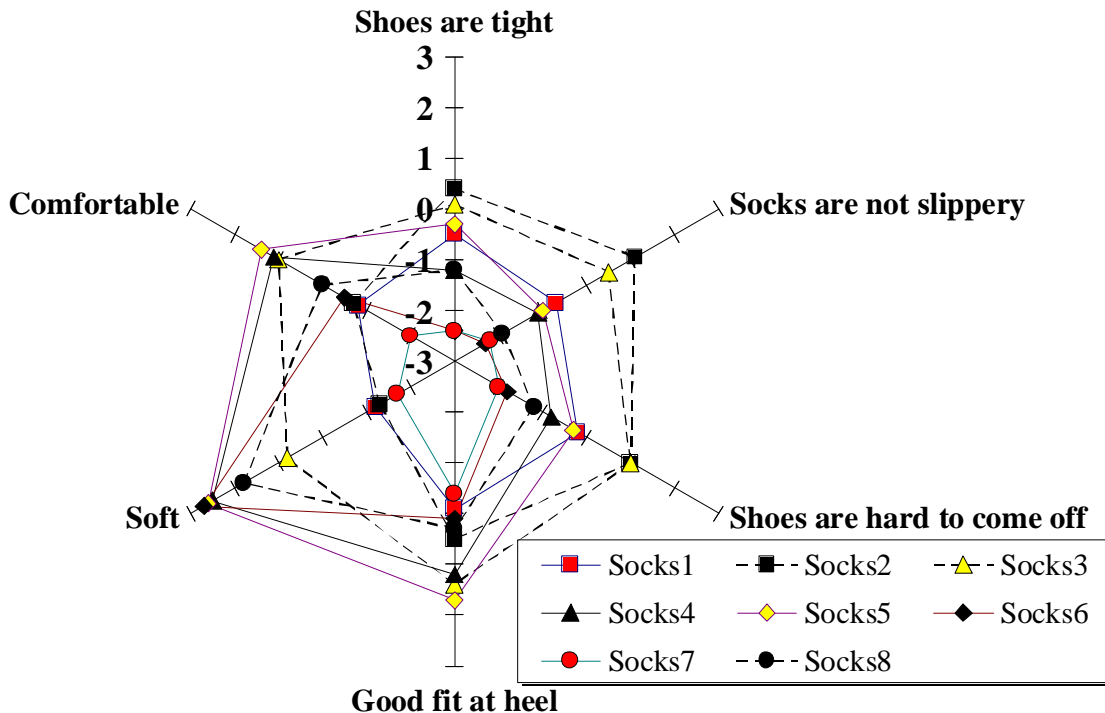 Shoes are tight
3
2
1
0
-1
-2
-3
Comfortable
Socks are not slippery
Soft
Shoes are hard to come off
Good fit at heel
Socks1 Socks2 Socks3
Socks4 Socks5 Socks6
Socks7 Socks8